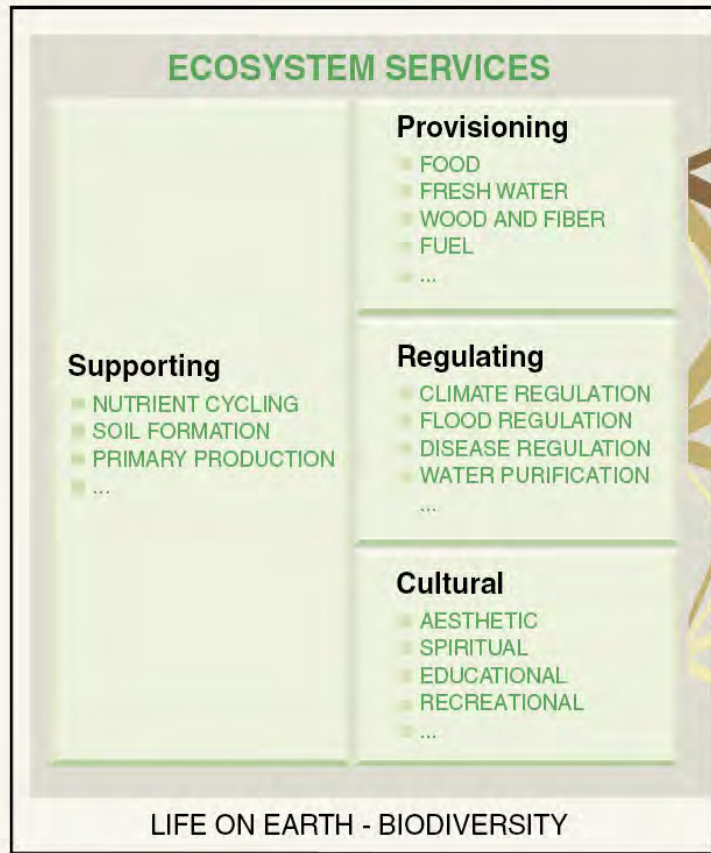 ECOSYSTEM SERVICES
Supporting
NUTRIENT CYCLING
SOIL FORMATION
PRIMARY PRODUCTION
...
Provisioning
FOOD
FRESH WATER
WOOD AND FIBER
FUEL
...
Regulating
CLIMATE REGULATION
FLOOD REGULATION
DISEASE REGULATION
WATER PURIFICATION
...
Cultural
AESTHETIC
SPIRITUAL
EDUCATIONAL
RECREATIONAL
...
LIFE ON EARTH - BIODIVERSITY